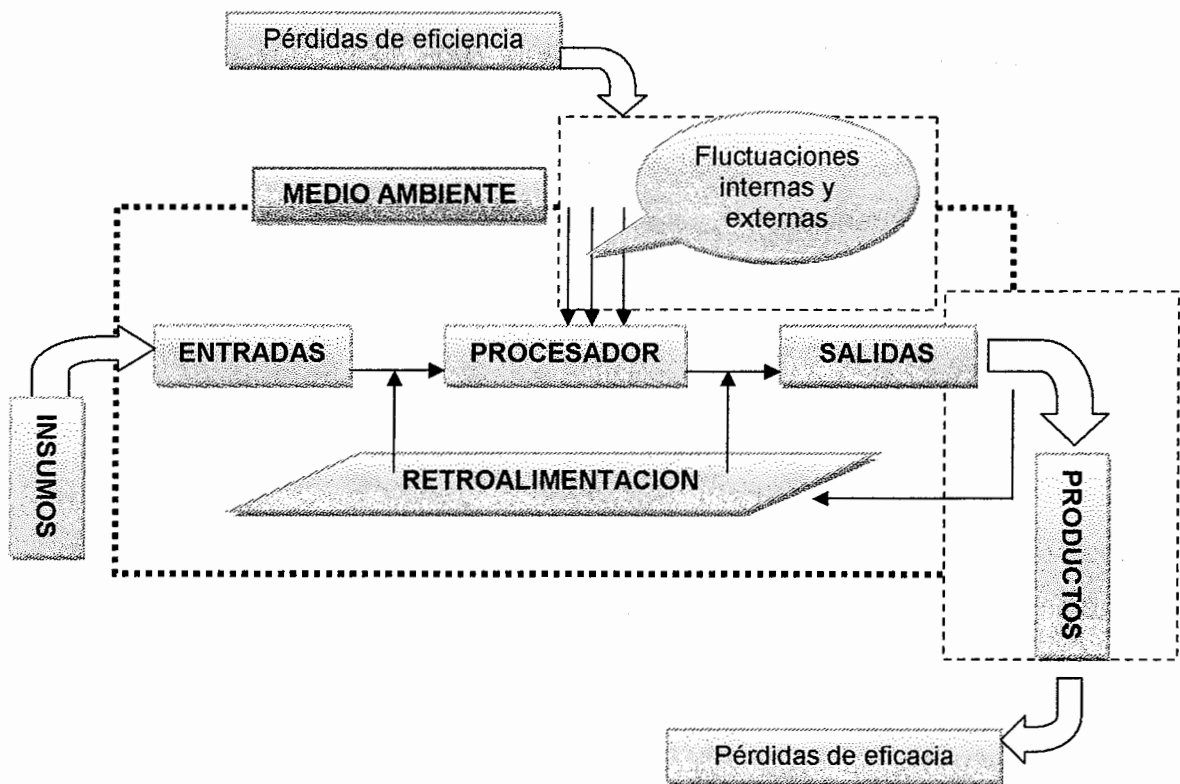 Pérdidas de eficiencia
Fluctuaciones
internas y
externas
MEDIO AMBIENTE
ENTRADAS
PROCESADOR
SALIDAS
INSUMOS
RETROALIMENTACION
PRODUCTOS
Pérdidas de eficacia